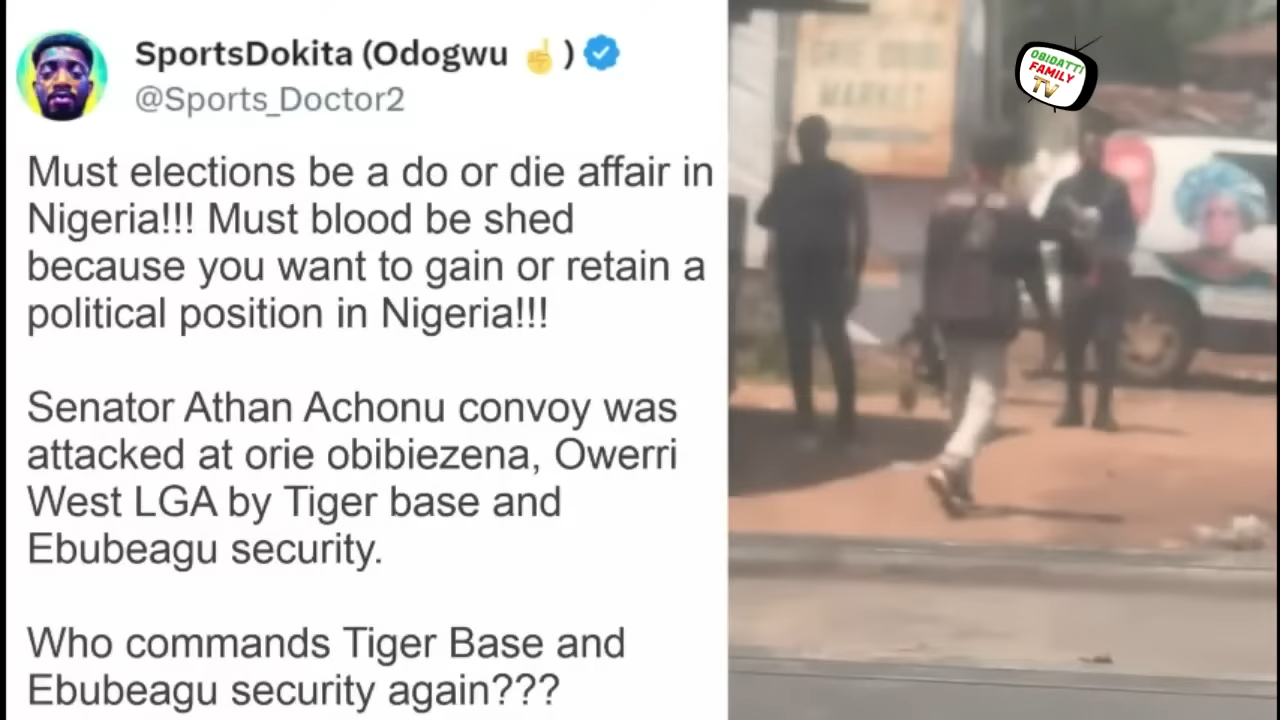 SportsDokita (Odogwu ☝️ )
@Sports_Doctor2
Must elections be a do or die affair in
Nigeria!!! Must blood be shed
because you want to gain or retain a
political position in Nigeria!!!
Senator Athan Achonu convoy was
attacked at orie obibiezena, Owerri
West LGA by Tiger base and
Ebubeagu security.
Who commands Tiger Base and
Ebubeagu security again???
OBIDATTI
FAMILY
TV
MARKET